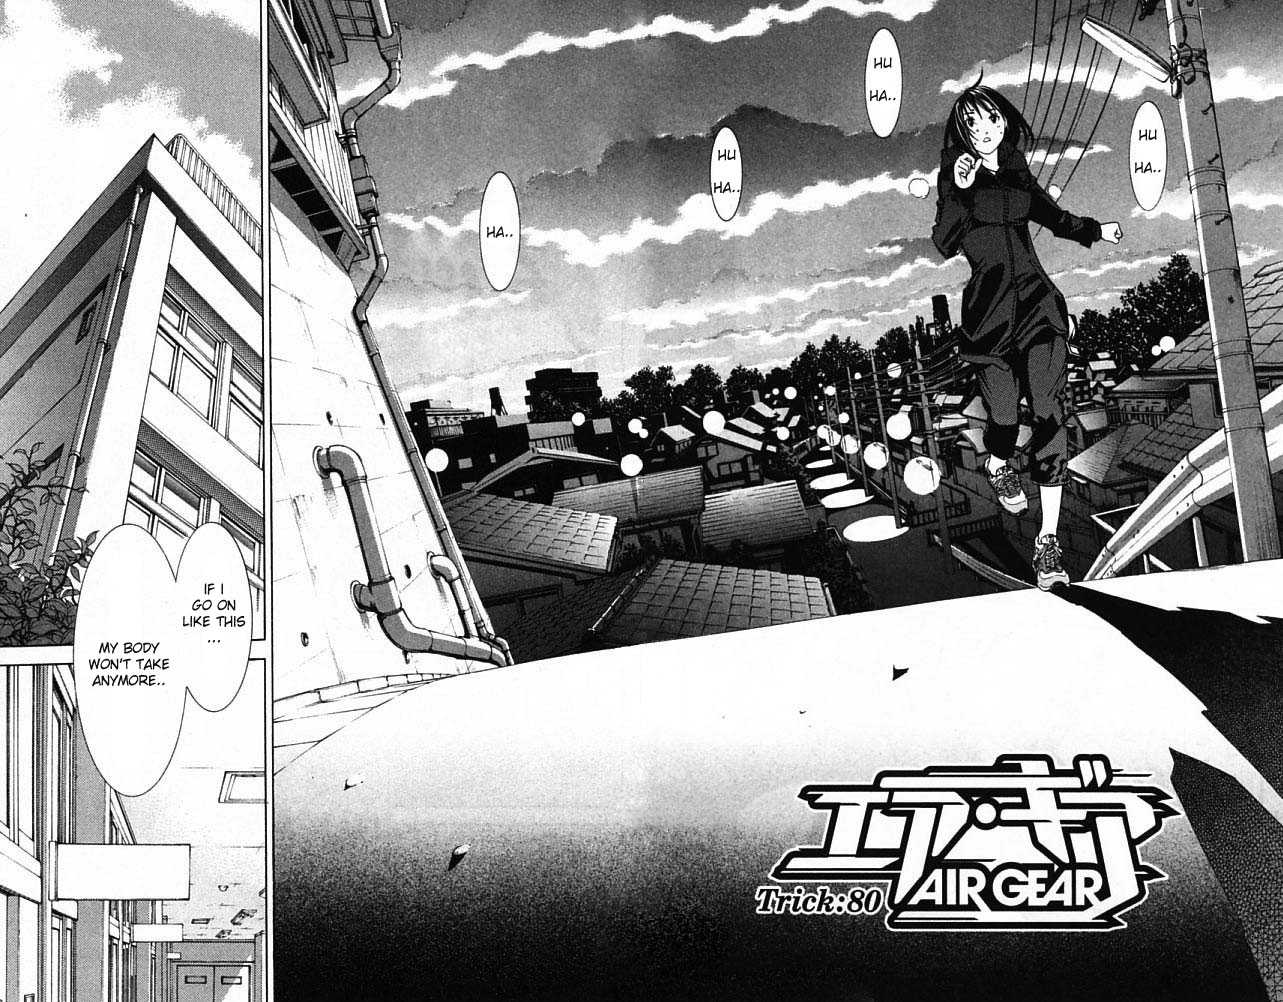 HU
HA..
HU
HA..
HU
HA..
HA..
エア・ギア
AIR GEAR
Trick:80
IF I
GO ON
LIKE THIS
...
MY BODY
WON'T TAKE
ANYMORE..